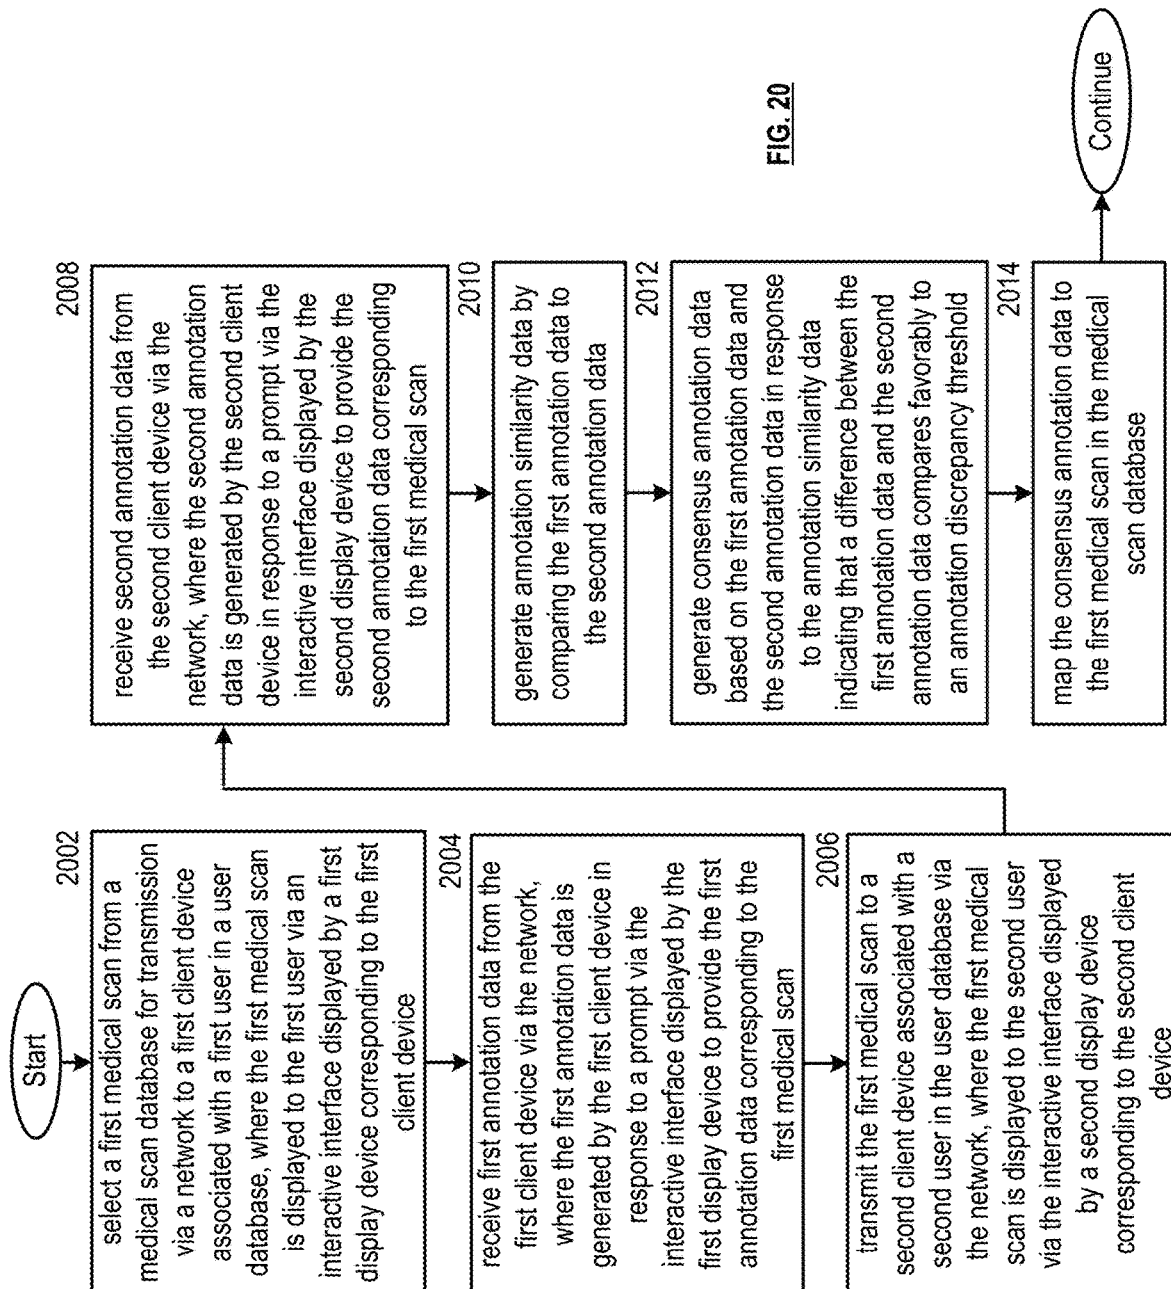 Start
2002
select a first medical scan from a
medical scan database for transmission
via a network to a first client device
associated with a first user in a user
database, where the first medical scan
is displayed to the first user via an
interactive interface displayed by a first
display device corresponding to the first
client device
2004
receive first annotation data from the
first client device via the network,
where the first annotation data is
generated by the first client device in
response to a prompt via the
interactive interface displayed by the
first display device to provide the first
annotation data corresponding to the
first medical scan
2006
transmit the first medical scan to a
second client device associated with a
second user in the user database via
the network, where the first medical
scan is displayed to the second user
via the interactive interface displayed
by a second display device
corresponding to the second client
device
2008
receive second annotation data from
the second client device via the
network, where the second annotation
data is generated by the second client
device in response to a prompt via the
interactive interface displayed by the
second display device to provide the
second annotation data corresponding
to the first medical scan
2010
generate annotation similarity data by
comparing the first annotation data to
the second annotation data
2012
generate consensus annotation data
based on the first annotation data and
the second annotation data in response
to the annotation similarity data
indicating that a difference between the
first annotation data and the second
annotation data compares favorably to
an annotation discrepancy threshold
2014
map the consensus annotation data to
the first medical scan in the medical
scan database
Continue
FIG. 20